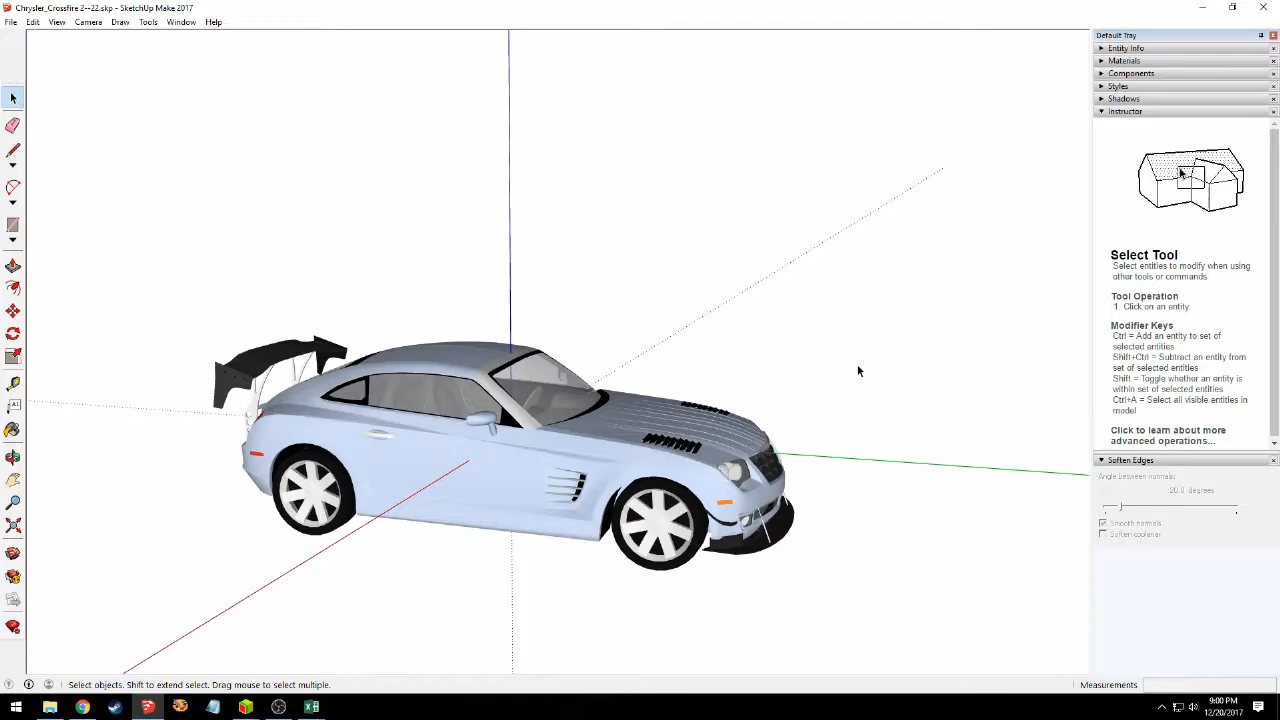 Chrysler_Crossfire 2--22.skp - SketchUp Make 2017
File Edit View Camera Draw Tools Window Help
Default Tray
Entity Info
Materials
Components
Styles
Shadows
Instructor
Select Tool
Select entities to modify when using
other tools or commands.
Tool Operation
1. Click on an entity.
Modifier Keys
Ctrl = Add an entity to set of
selected entities
Shift+Ctrl = Subtract an entity from
set of selected entities
Shift = Toggle whether an entity is
within set of selected entities
Ctrl+A = Select all visible entities in
model
Click to learn about more
advanced operations...
Soften Edges
Angle between normals:
20.0 degrees
Smooth normals
Soften coplanar
Select objects. Shift to extend select. Drag mouse to select multiple.
Measurements
9:00 PM
12/20/2017